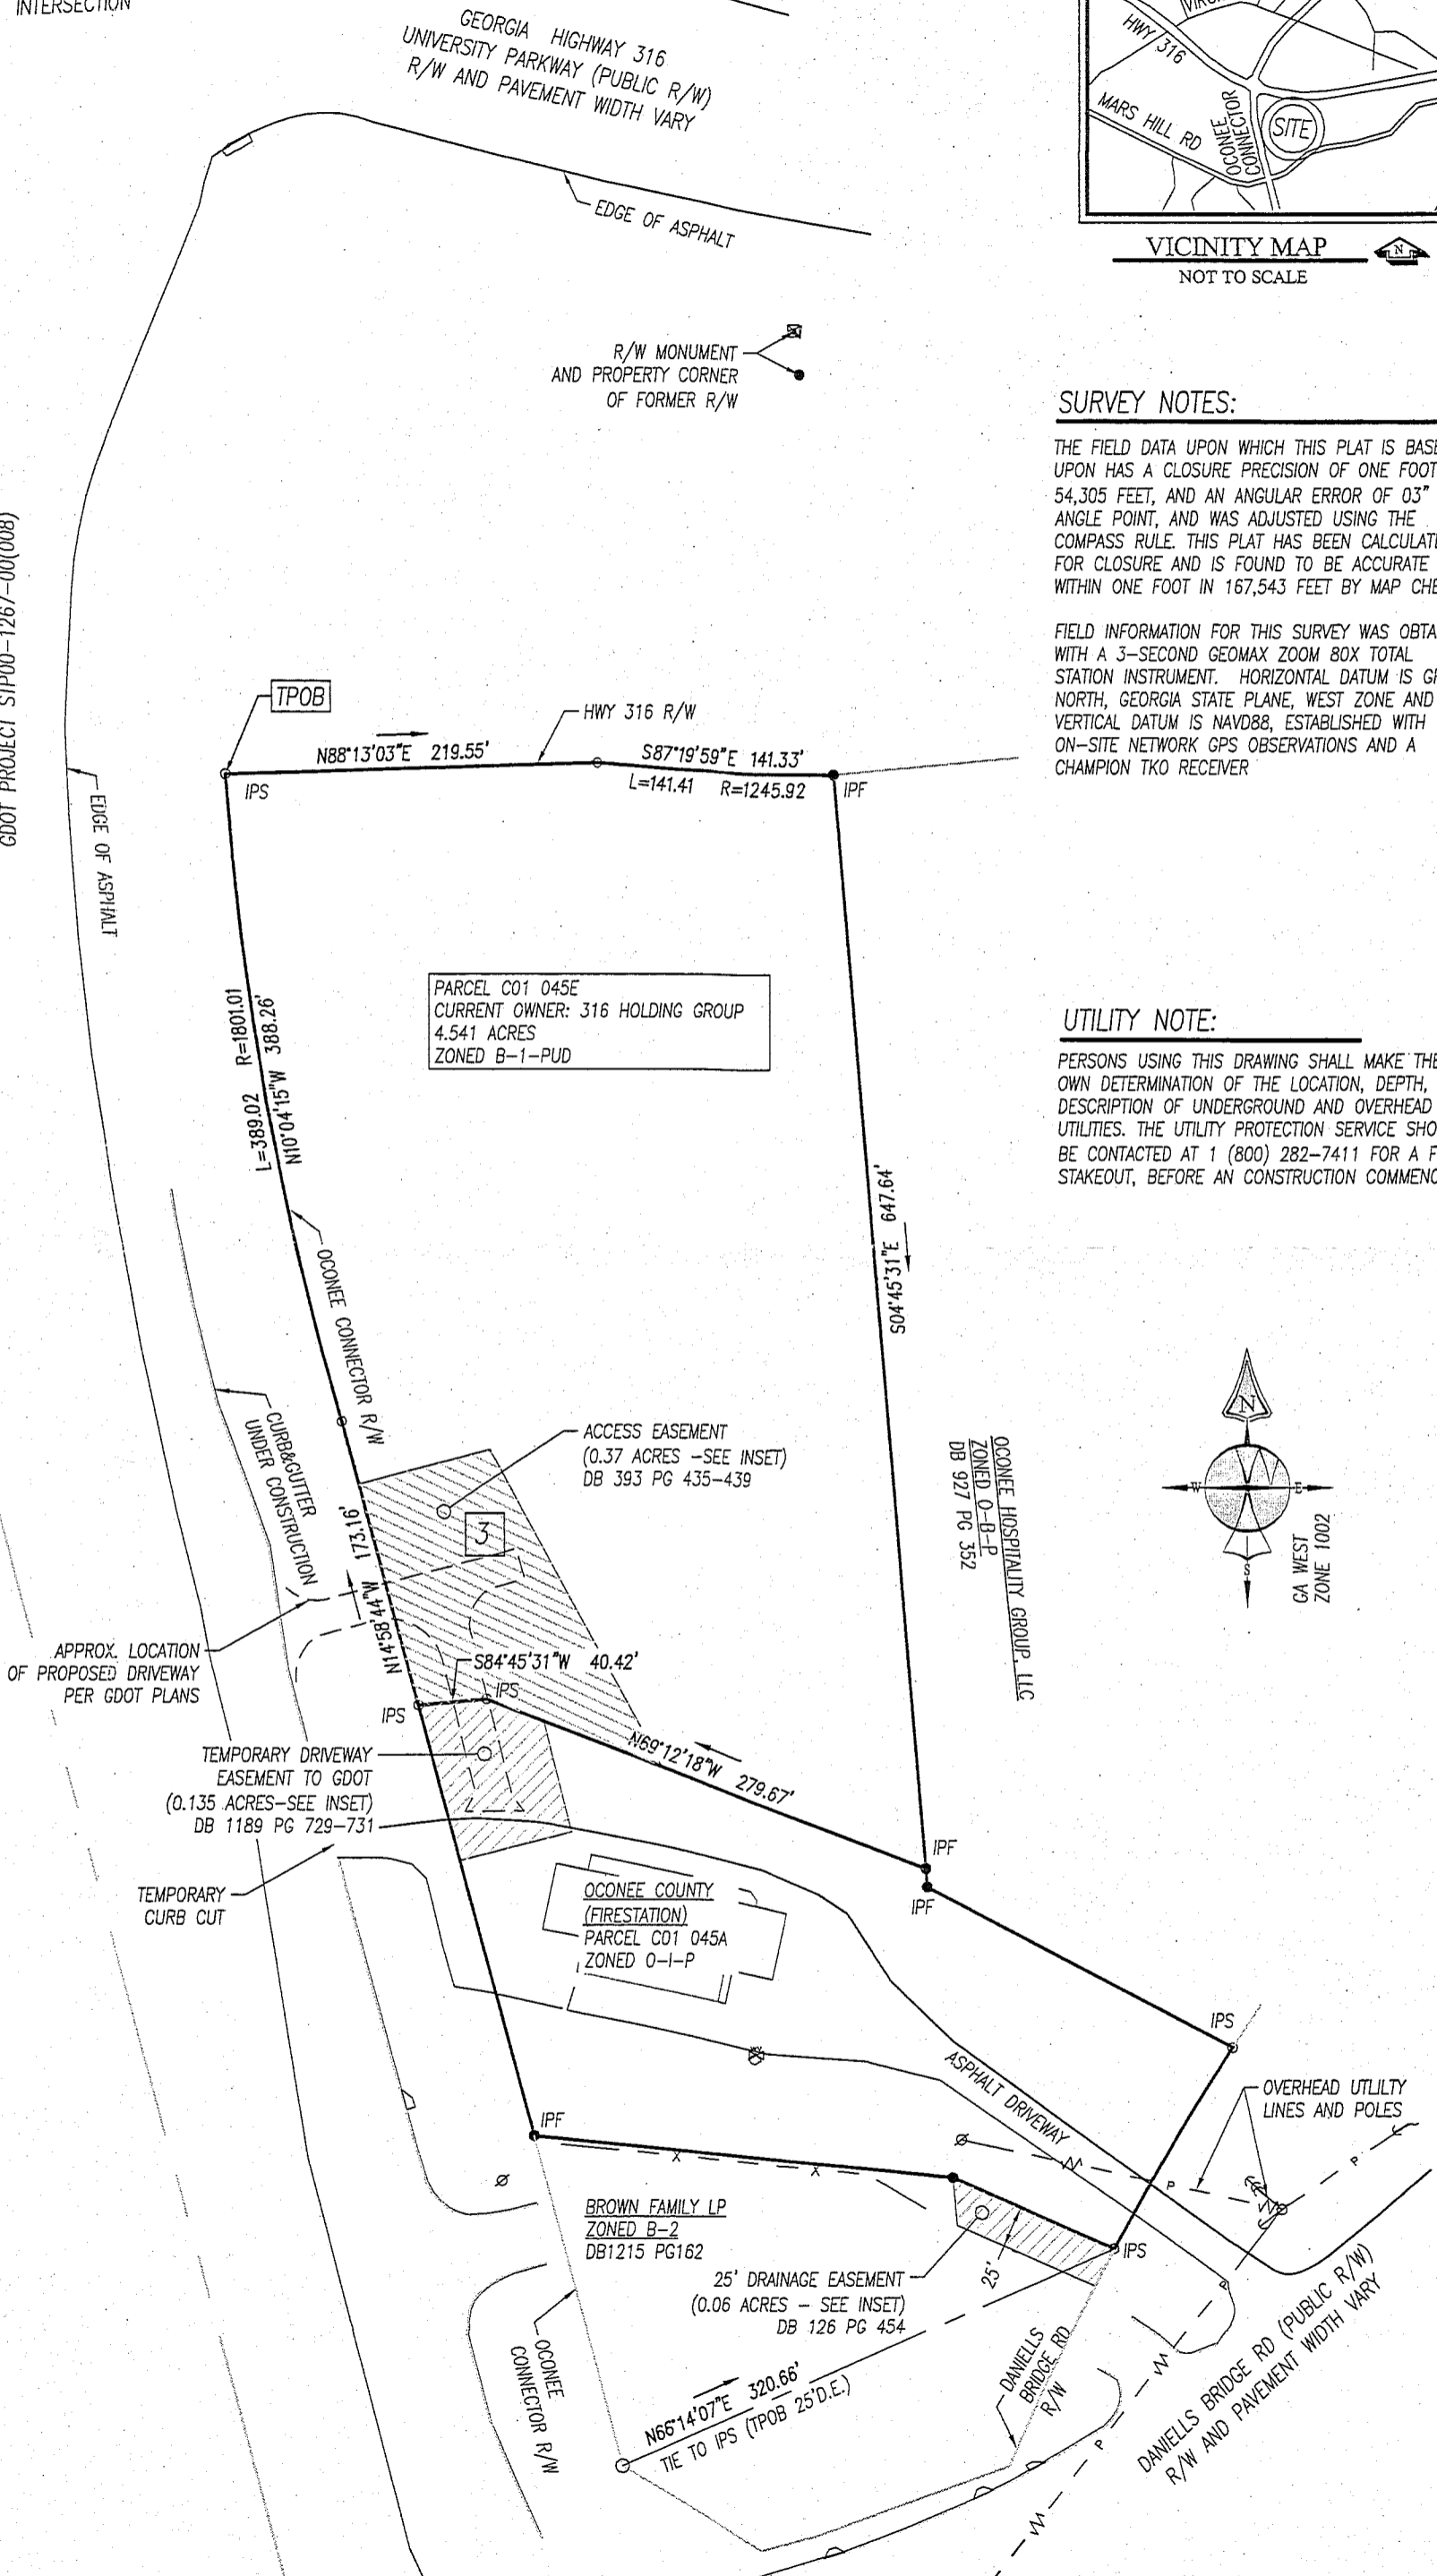 INTERSECTION
GEORGIA HIGHWAY 316
UNIVERSITY PARKWAY (PUBLIC R/W)
R/W AND PAVEMENT WIDTH VARY
HWY 316
MARS HILL RD
OCONEE
CONNECTOR
SITE
VICINITY MAP
N
NOT TO SCALE
EDGE OF ASPHALT
R/W MONUMENT
AND PROPERTY CORNER
OF FORMER R/W
SURVEY NOTES:
THE FIELD DATA UPON WHICH THIS PLAT IS BASE
UPON HAS A CLOSURE PRECISION OF ONE FOOT
54,305 FEET, AND AN ANGULAR ERROR OF 03"
ANGLE POINT, AND WAS ADJUSTED USING THE
COMPASS RULE. THIS PLAT HAS BEEN CALCULATE
FOR CLOSURE AND IS FOUND TO BE ACCURATE
WITHIN ONE FOOT IN 167,543 FEET BY MAP CHE
FIELD INFORMATION FOR THIS SURVEY WAS OBTA
WITH A 3-SECOND GEOMAX ZOOM 80X TOTAL
STATION INSTRUMENT. HORIZONTAL DATUM IS GR
NORTH, GEORGIA STATE PLANE, WEST ZONE AND
VERTICAL DATUM IS NAVD88, ESTABLISHED WITH
ON-SITE NETWORK GPS OBSERVATIONS AND A
CHAMPION TKO RECEIVER
GDOT PROJECT STP00-1267-00(008)
TPOB
HWY 316 R/W
N88°13'03"E 219.55'
S87°19'59"E 141.33'
L=141.41 R=1245.92
IPS
IPF
EDGE OF ASPHALT
PARCEL C01 045E
CURRENT OWNER: 316 HOLDING GROUP
4.541 ACRES
ZONED B-1-PUD
L=389.02 R=1801.01
N10°04'15"W 388.26'
UTILITY NOTE:
PERSONS USING THIS DRAWING SHALL MAKE THE
OWN DETERMINATION OF THE LOCATION, DEPTH,
DESCRIPTION OF UNDERGROUND AND OVERHEAD
UTILITIES. THE UTILITY PROTECTION SERVICE SHO
BE CONTACTED AT 1 (800) 282-7411 FOR A F
STAKEOUT, BEFORE AN CONSTRUCTION COMMENC
S04°45'31"E 647.64'
OCONEE CONNECTOR R/W
CURB&GUTTER
UNDER CONSTRUCTION
ACCESS EASEMENT
(0.37 ACRES -SEE INSET)
DB 393 PG 435-439
3
OCONEE HOSPITALITY GROUP, LLC
ZONED O-B-P
DB 927 PG 352
N
W
E
S
GA WEST
ZONE 1002
N14°58'44"W 173.16'
APPROX. LOCATION
OF PROPOSED DRIVEWAY
PER GDOT PLANS
S84°45'31"W 40.42'
IPS
IPS
N69°12'18"W 279.67'
TEMPORARY DRIVEWAY
EASEMENT TO GDOT
(0.135 ACRES-SEE INSET)
DB 1189 PG 729-731
TEMPORARY
CURB CUT
IPF
IPF
OCONEE COUNTY
(FIRESTATION)
PARCEL C01 045A
ZONED O-I-P
IPS
ASPHALT DRIVEWAY
OVERHEAD UTLILTY
LINES AND POLES
IPF
X
X
P
P
BROWN FAMILY LP
ZONED B-2
DB1215 PG162
IPS
25' DRAINAGE EASEMENT
(0.06 ACRES - SEE INSET)
DB 126 PG 454
25'
P
OCONEE
CONNECTOR R/W
N66°14'07"E 320.66'
TIE TO IPS (TPOB 25'D.E.)
DANIELLS
BRIDGE RD
R/W
P
DANIELLS BRIDGE RD (PUBLIC R/W)
R/W AND PAVEMENT WIDTH VARY